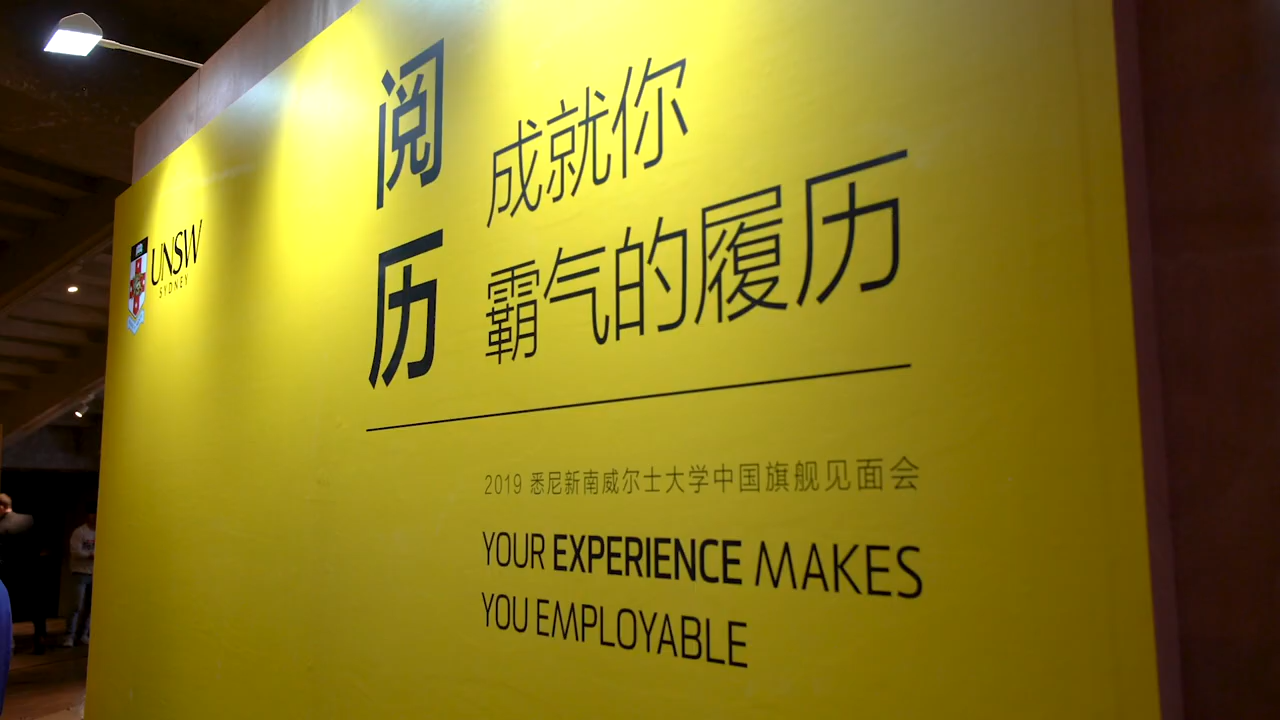 UNSW
SYDNEY
阅历
成就你
霸气的履历
2019 悉尼新南威尔士大学中国旗舰见面会
YOUR EXPERIENCE MAKES
YOU EMPLOYABLE